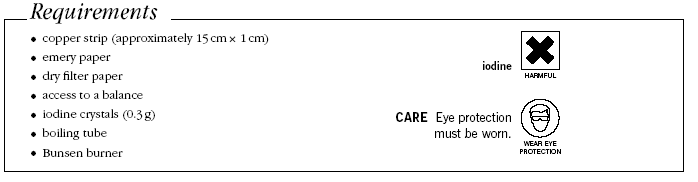 Requirements
• copper strip (approximately 15 cm × 1 cm)
• emery paper
• dry filter paper
• access to a balance
• iodine crystals (0.3 g)
• boiling tube
• Bunsen burner
iodine
HARMFUL
CARE Eye protection
must be worn.
WEAR EYE
PROTECTION